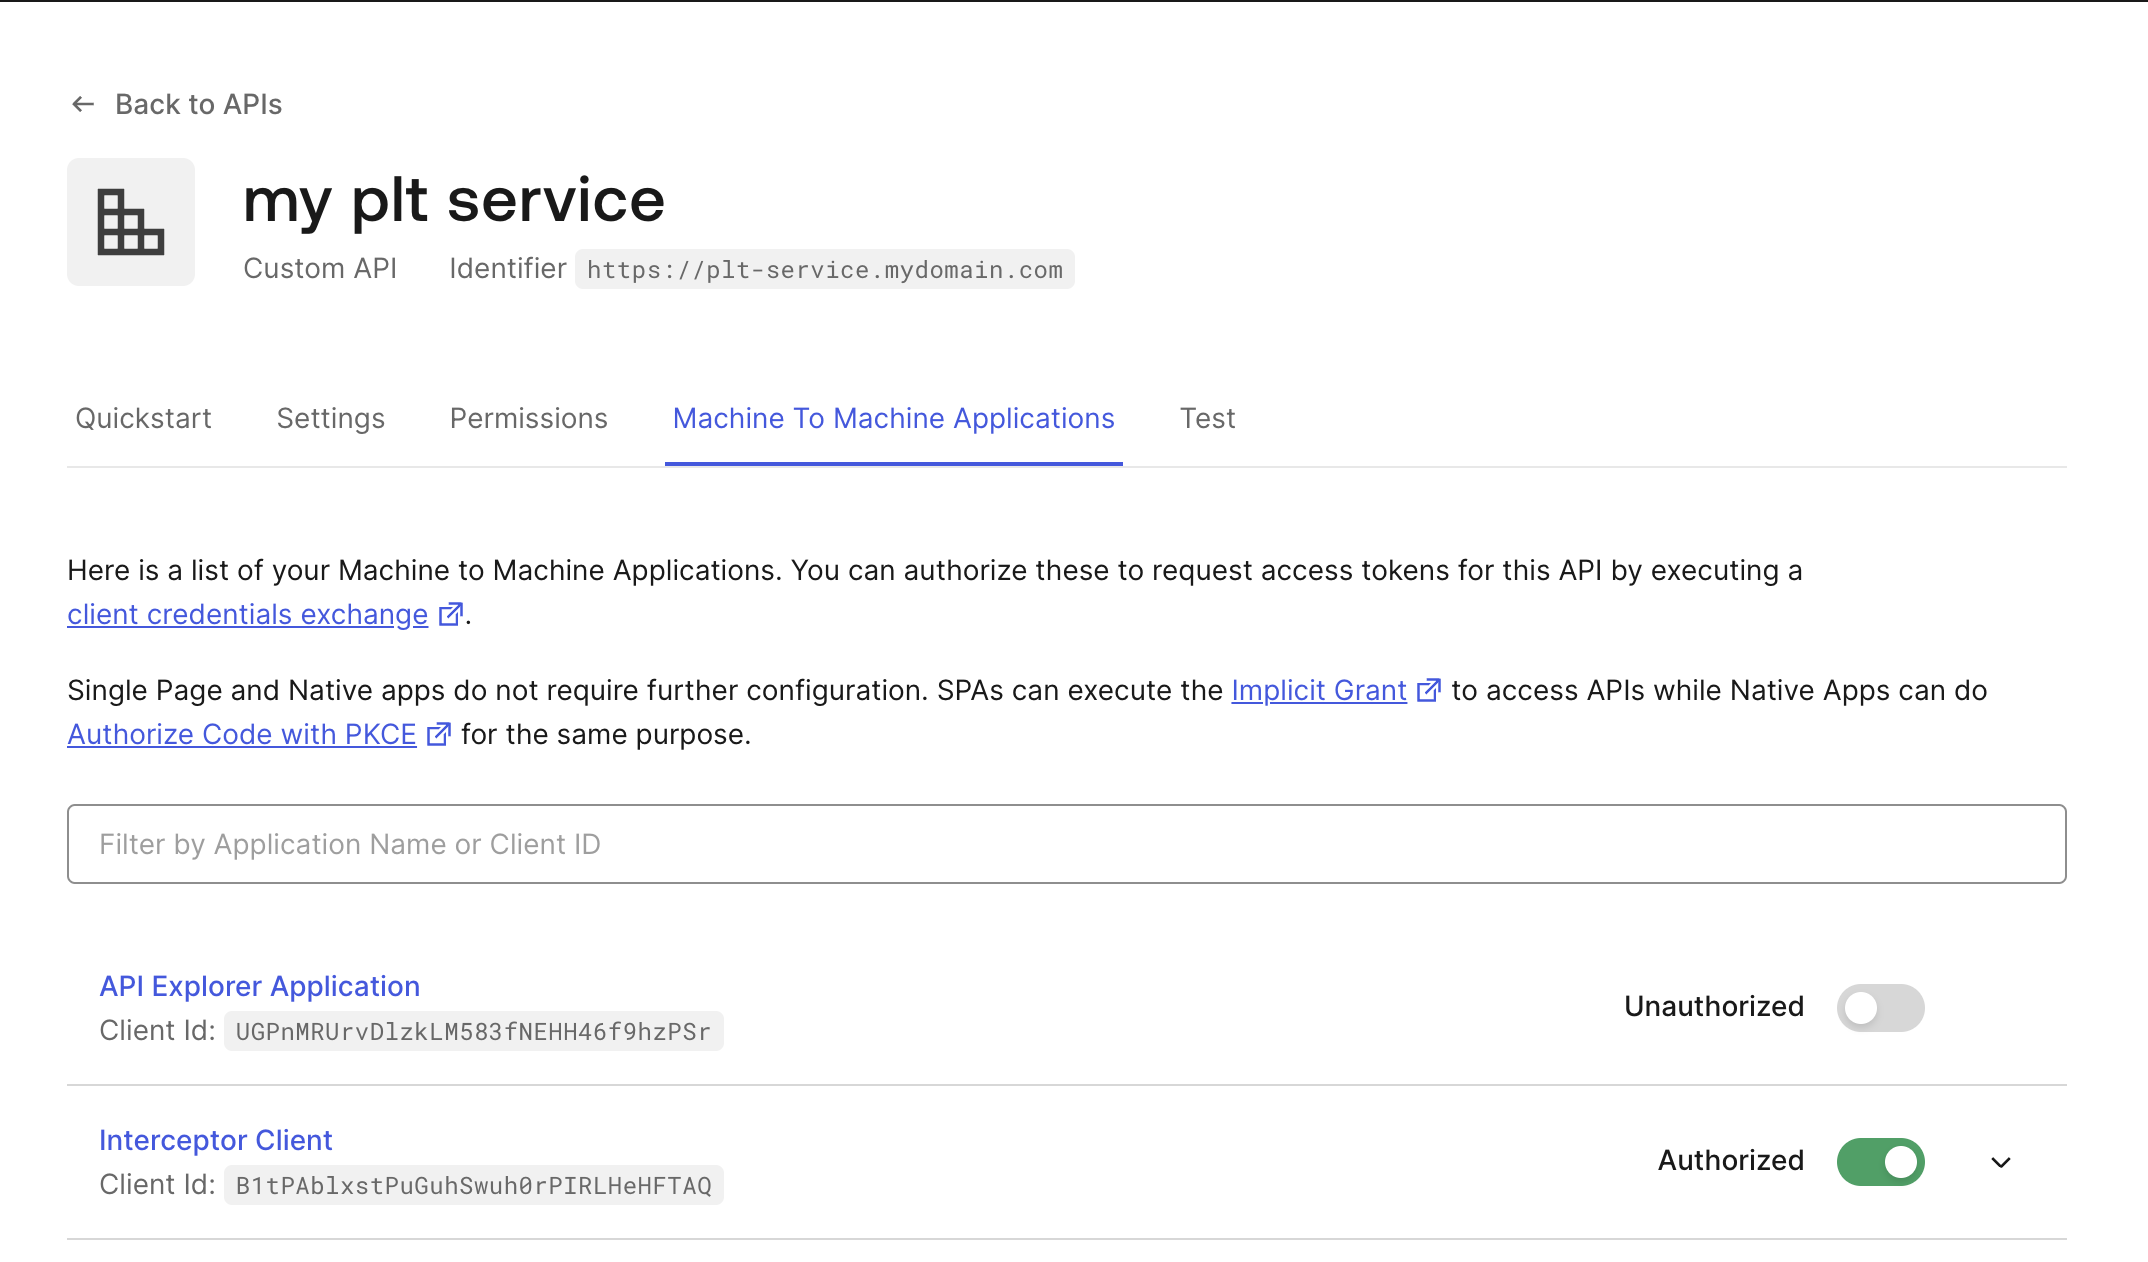 Back to APIs
my plt service
Custom API Identifier https://plt-service.mydomain.com
Quickstart Settings Permissions Machine To Machine Applications Test
Here is a list of your Machine to Machine Applications. You can authorize these to request access tokens for this API by executing a
client credentials exchange.
Single Page and Native apps do not require further configuration. SPAs can execute the Implicit Grant to access APIs while Native Apps can do
Authorize Code with PKCE for the same purpose.
Filter by Application Name or Client ID
API Explorer Application
Unauthorized
Client Id: UGPnMRUrvDlzkLM583fNEHH46f9hzPSr
Interceptor Client
Authorized
Client Id: B1tPAblxstPuGuhSwuh0rPIRLHeHFTAQ